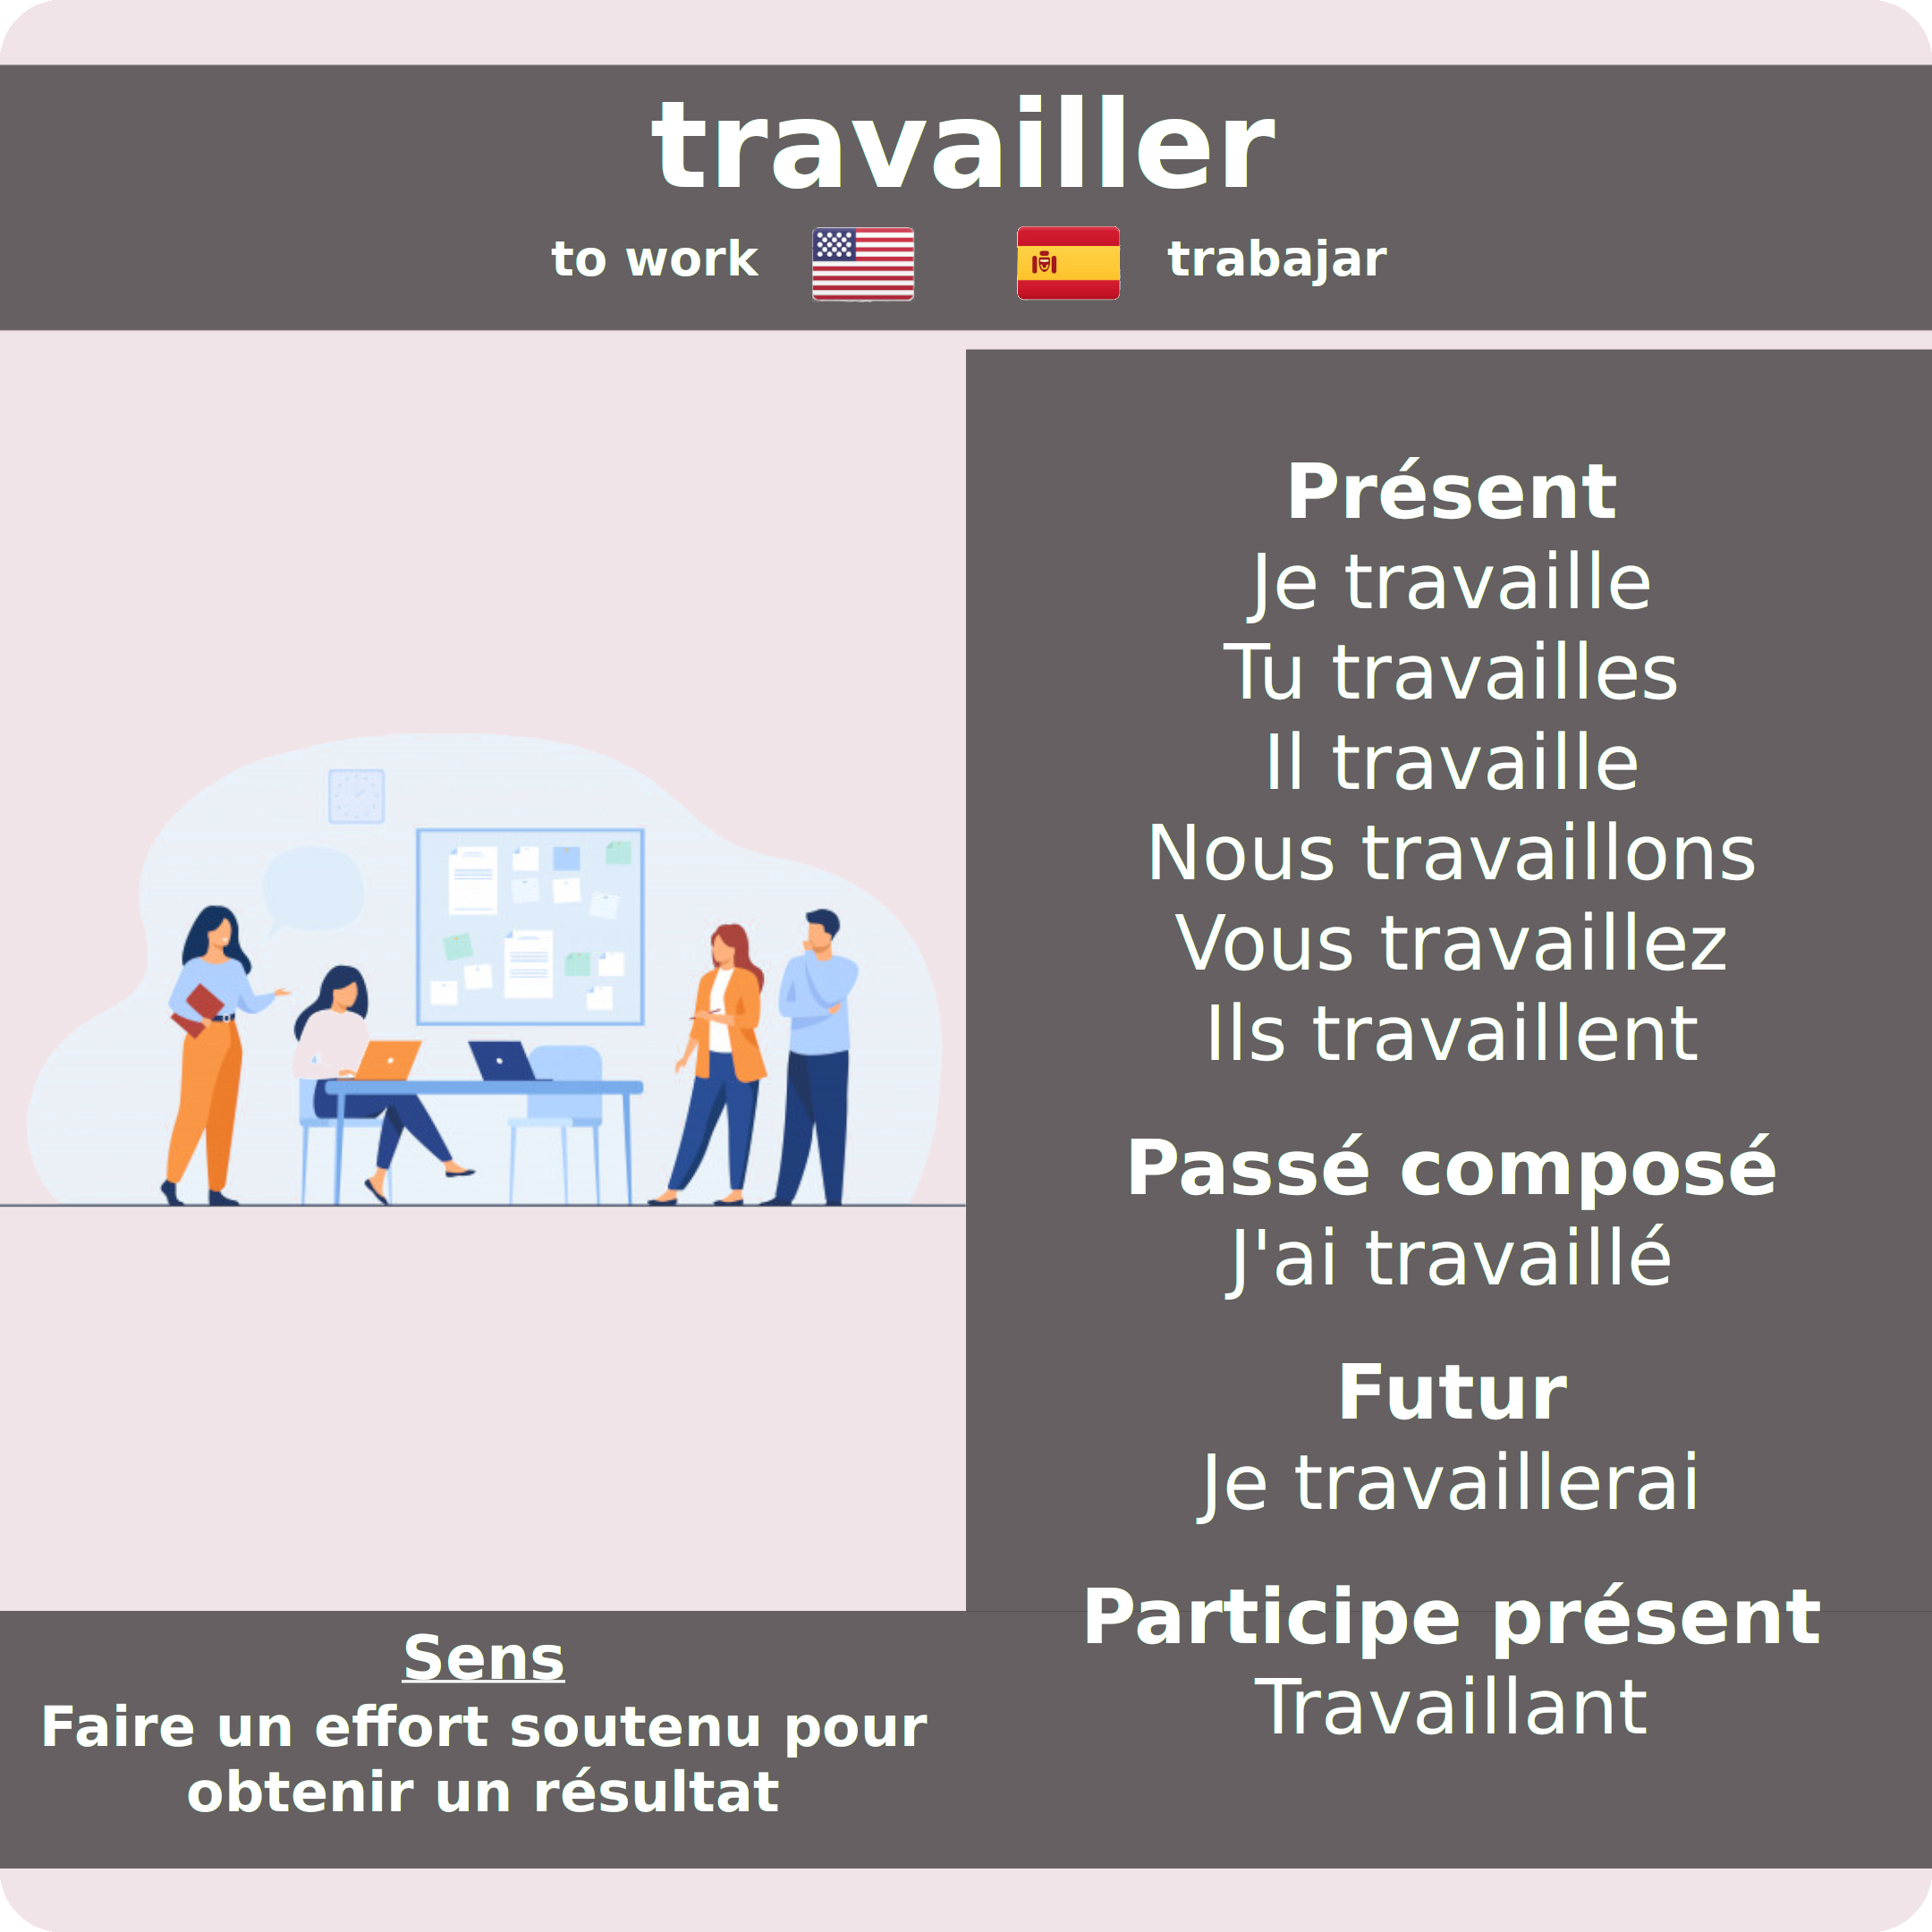 travailler
to work
trabajar
Présent
Je travaille
Tu travailles
Il travaille
Nous travaillons
Vous travaillez
Ils travaillent
Passé composé
J'ai travaillé
Futur
Je travaillerai
Participe présent
Travaillant
Sens
Faire un effort soutenu pour
obtenir un résultat